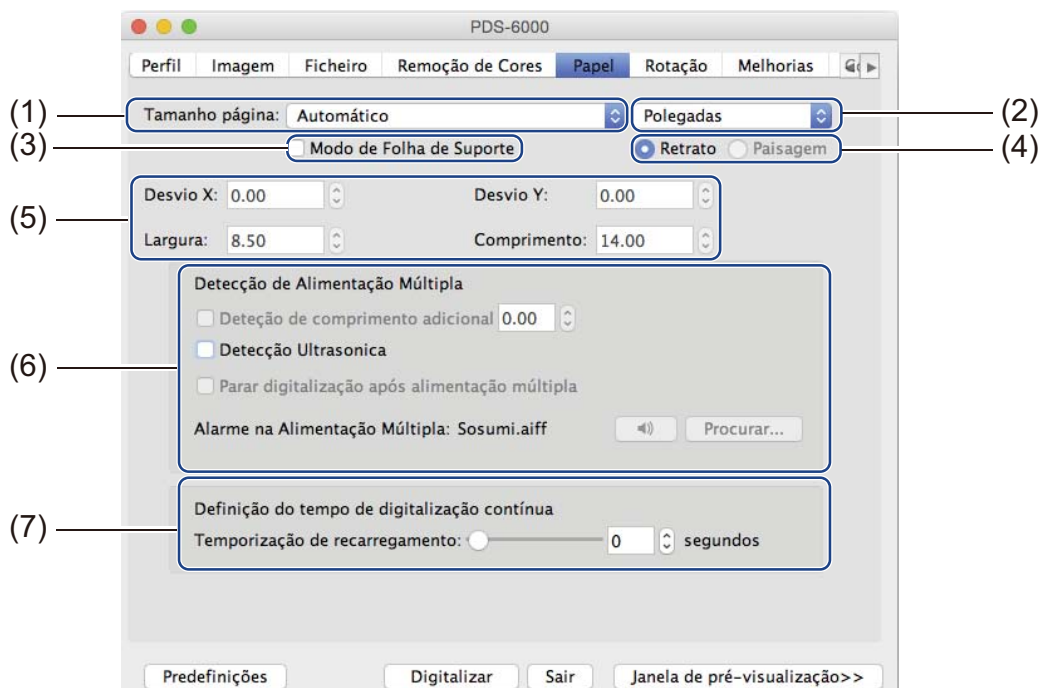 PDS-6000
Perfil Imagem Ficheiro Remoção de Cores Papel Rotação Melhorias
(1) Tamanho página: Automático Polegadas (2)
(3) Modo de Folha de Suporte Retrato Paisagem (4)
Desvio X: 0.00 Desvio Y: 0.00
(5)
Largura: 8.50 Comprimento: 14.00
Detecção de Alimentação Múltipla
Deteção de comprimento adicional 0.00
Detecção Ultrasonica
(6)
Parar digitalização após alimentação múltipla
Alarme na Alimentação Múltipla: Sosumi.aiff Procurar...
Definição do tempo de digitalização contínua
(7)
Temporização de recarregamento: 0 segundos
Predefinições Digitalizar Sair Janela de pré-visualização>>